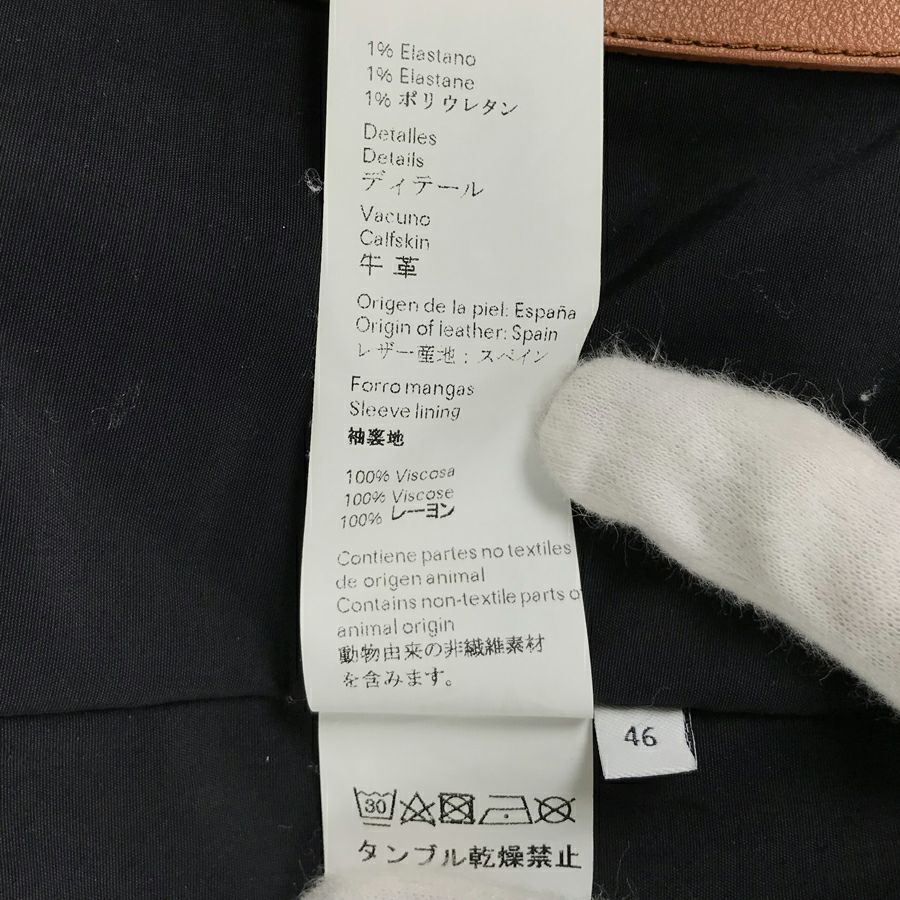 1% Elastano
1% Elastane
1% ポリウレタン
Detalles
Details
ディテール
Vacuno
Calfskin
牛革
Origen de la piel: España
Origin of leather: Spain
レザー産地：スペイン
Forro mangas
Sleeve lining
袖裏地
100% Viscosa
100% Viscose
100% レーヨン
Contiene partes no textiles
de origen animal
Contains non-textile parts of
animal origin
動物由来の非繊維素材
を含みます。
46
30
タンブル乾燥禁止